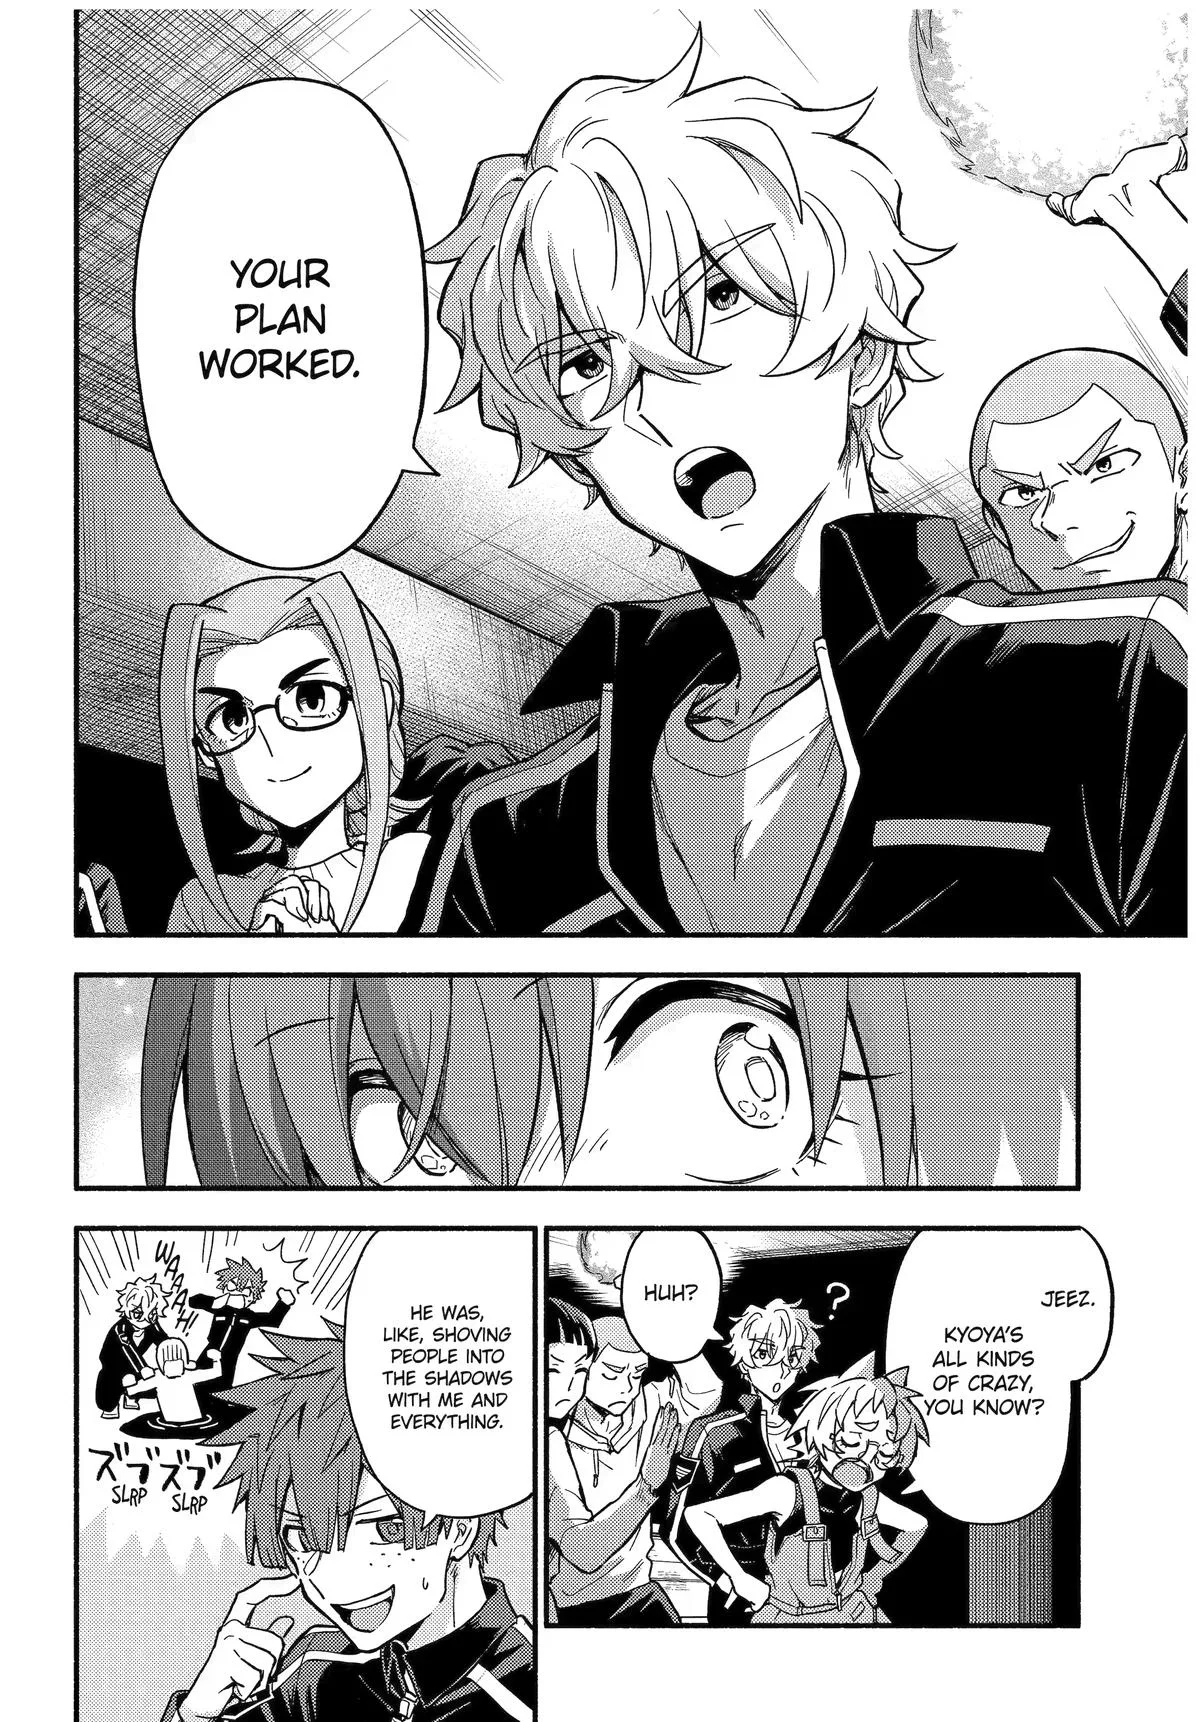 YOUR
PLAN
WORKED.
JEEZ.
KYOYA'S
ALL KINDS
OF CRAZY,
YOU KNOW?
?
HUH?
HE WAS,
LIKE, SHOVING
PEOPLE INTO
THE SHADOWS
WITH ME AND
EVERYTHING.
WAAAH!
ズブズブ
SLRP
SLRP